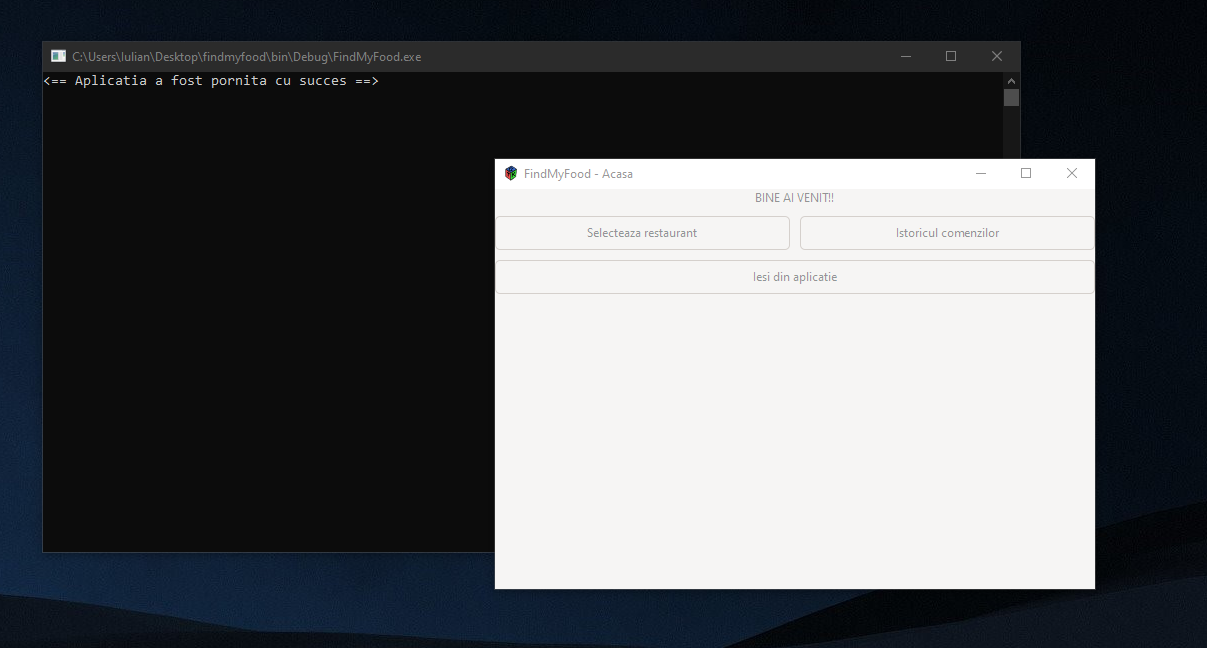 C:\Users\Iulian\Desktop\findmyfood\bin\Debug\FindMyFood.exe
<== Aplicatia a fost pornita cu succes ==>
FindMyFood - Acasa
BINE AI VENIT!!
Selecteaza restaurant
Istoricul comenzilor
Iesi din aplicatie